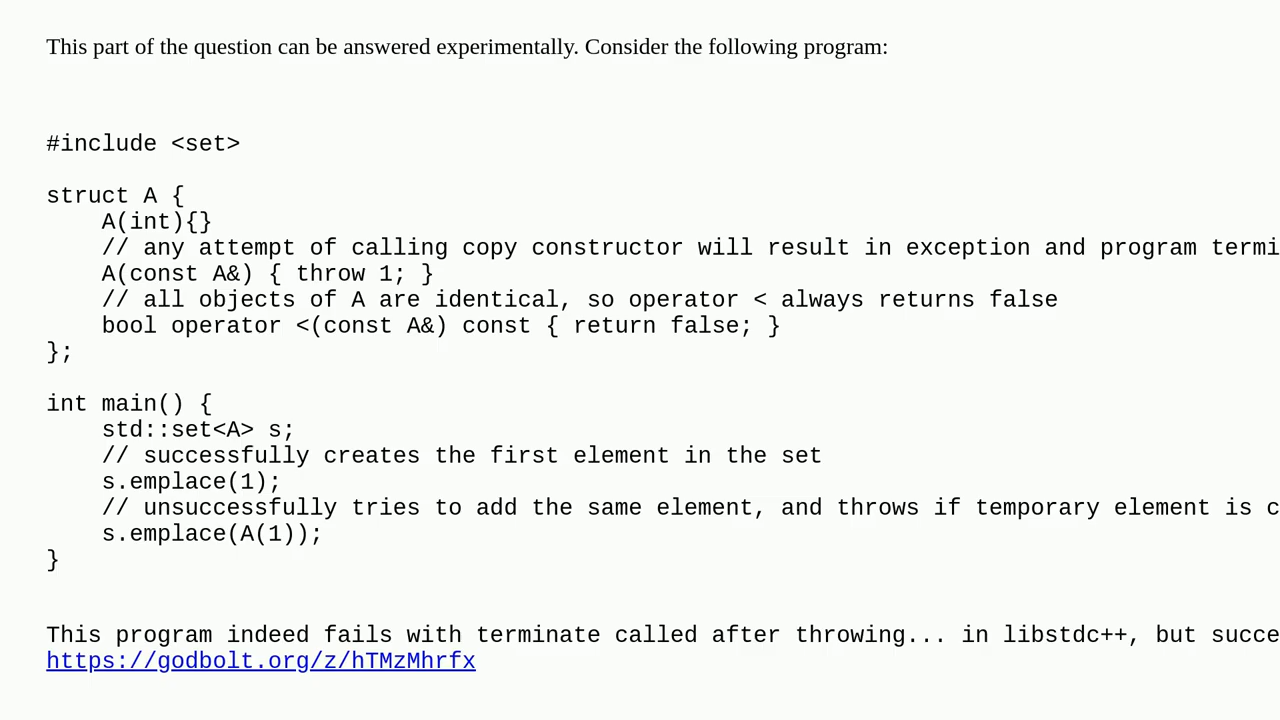 This part of the question can be answered experimentally. Consider the following program:
#include <set>
struct A {
    A(int){}
    // any attempt of calling copy constructor will result in exception and program
    A(const A&) { throw 1; }
    // all objects of A are identical, so operator < always returns false
    bool operator <(const A&) const { return false; }
};
int main() {
    std::set<A> s;
    // successfully creates the first element in the set
    s.emplace(1);
    // unsuccessfully tries to add the same element, and throws if temporary element is
    s.emplace(A(1));
}
This program indeed fails with terminate called after throwing... in libstdc++, but
https://godbolt.org/z/hTMzMhrfx